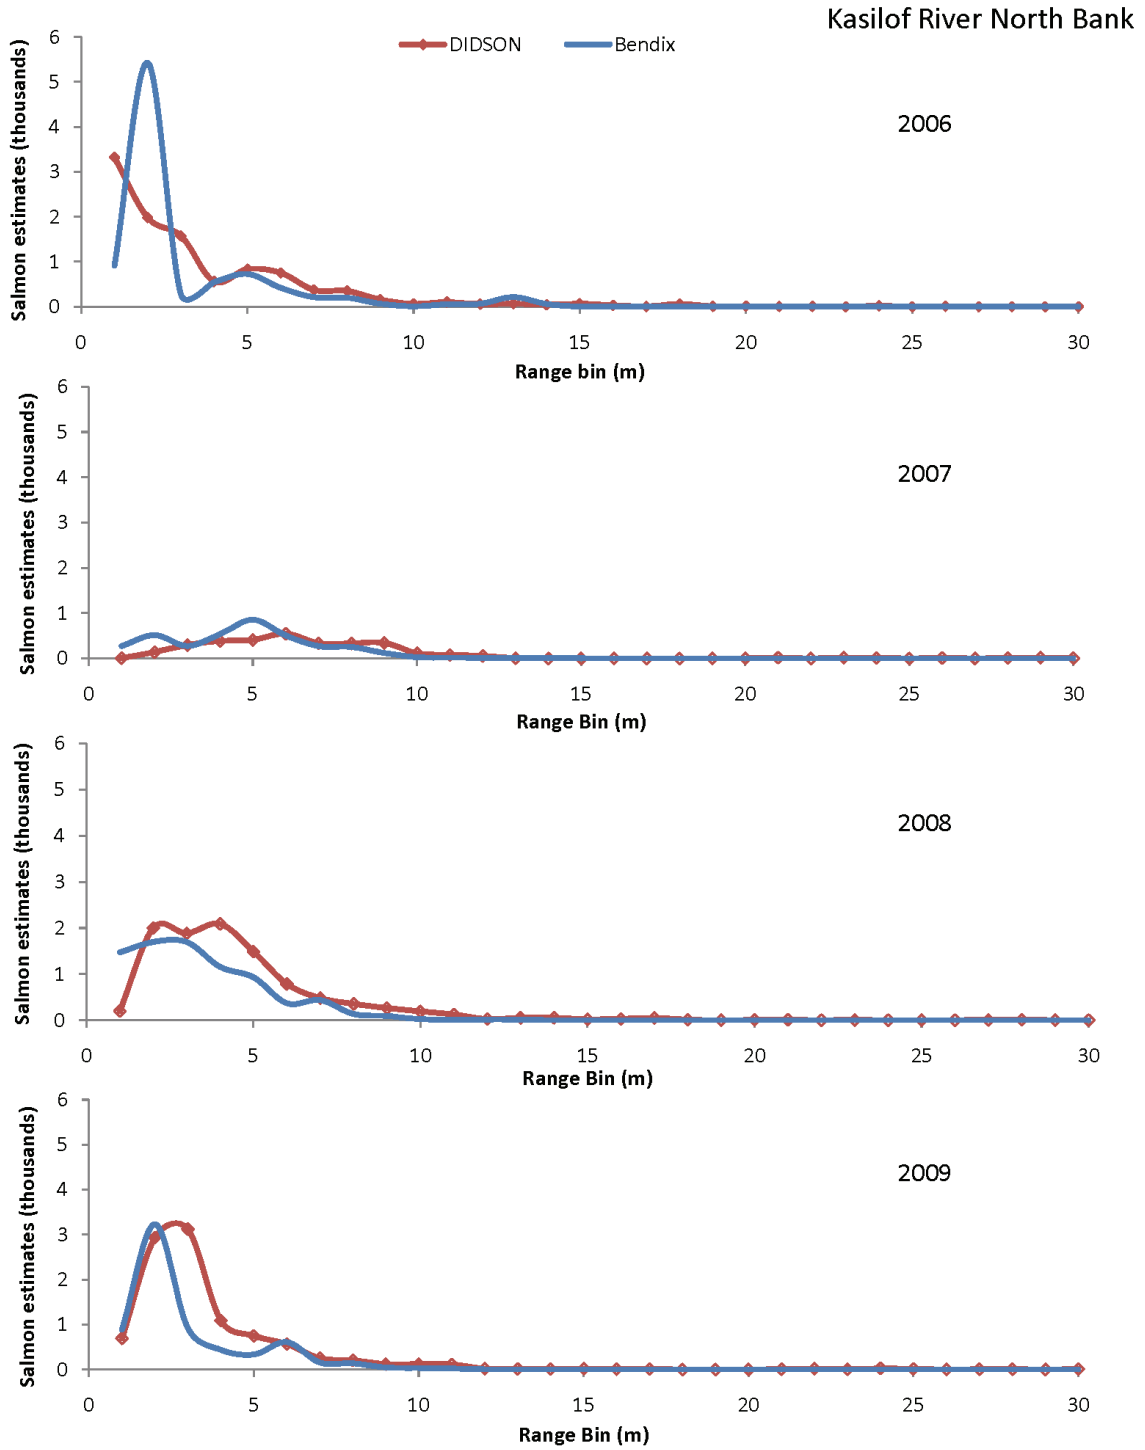 Kasilof River North Bank
DIDSON Bendix
2006
Salmon estimates (thousands)
6
5
4
3
2
1
0
0 5 10 15 20 25 30
Range bin (m)
2007
Salmon estimates (thousands)
6
5
4
3
2
1
0
0 5 10 15 20 25 30
Range Bin (m)
2008
Salmon estimates (thousands)
6
5
4
3
2
1
0
0 5 10 15 20 25 30
Range Bin (m)
2009
Salmon estimates (thousands)
6
5
4
3
2
1
0
0 5 10 15 20 25 30
Range Bin (m)